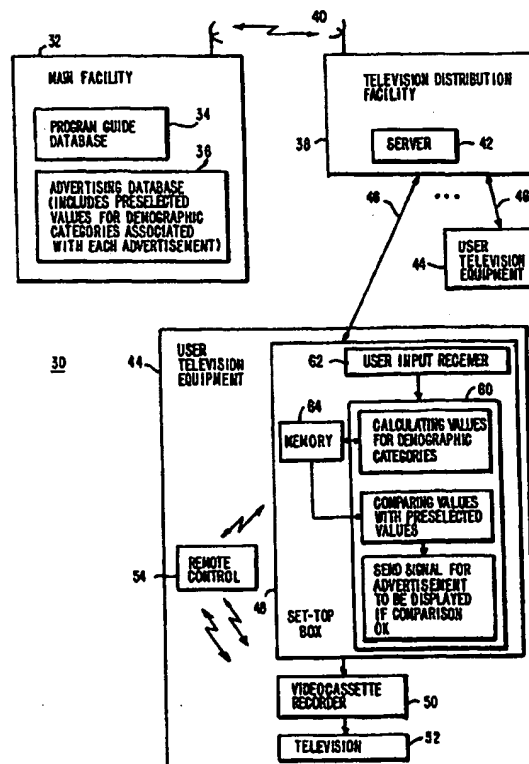 40
32
MAIN FACILITY
34
PROGRAM GUIDE
DATABASE
36
ADVERTISING DATABASE
(INCLUDES PRESELECTED
VALUES FOR DEMOGRAPHIC
CATEGORIES ASSOCIATED
WITH EACH ADVERTISEMENT)
TELEVISION DISTRIBUTION
FACILITY
38
SERVER
42
46
...
46
44
USER
TELEVISION
EQUIPMENT
30
44
USER
TELEVISION
EQUIPMENT
62
USER INPUT RECEIVER
60
64
MEMORY
CALCULATING VALUES
FOR DEMOGRAPHIC
CATEGORIES
COMPARING VALUES
WITH PRESELECTED
VALUES
SEND SIGNAL FOR
ADVERTISEMENT
TO BE DISPLAYED
IF COMPARISON
OK
REMOTE
CONTROL
54
48
SET-TOP
BOX
VIDEOCASSETTE
RECORDER
50
TELEVISION
52